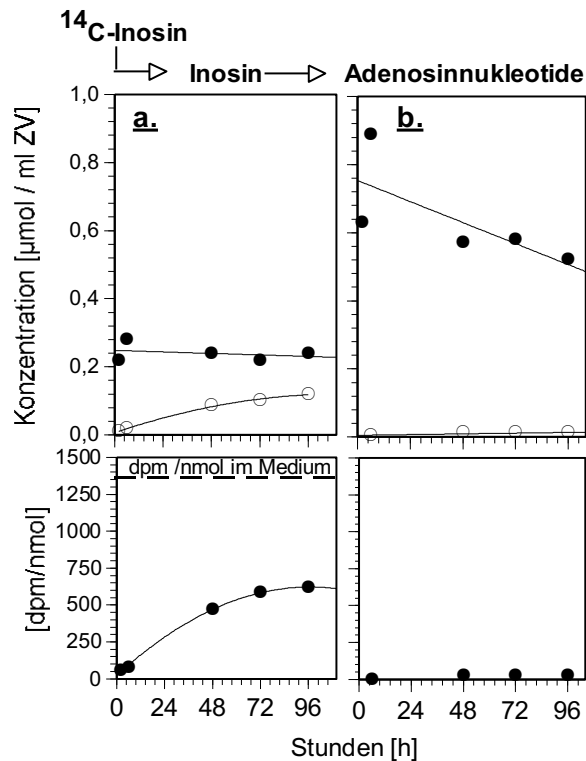 14C-Inosin
Inosin Adenosinnukleotide
a. b.
Konzentration [µmol / ml ZV]
1,0
0,8
0,6
0,4
0,2
0,0
dpm /nmol im Medium
[dpm/nmol]
1500
1250
1000
750
500
250
0
0 24 48 72 96 0 24 48 72 96
Stunden [h]